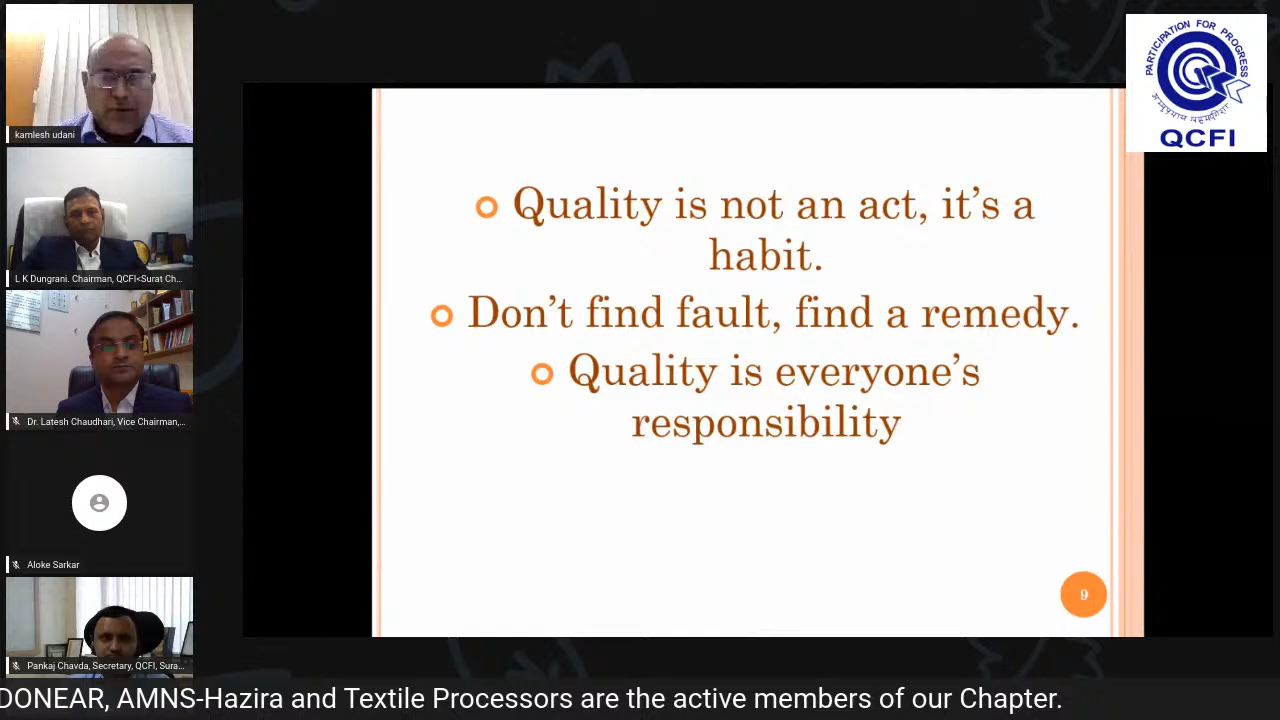 kamlesh udani
L K Dungrani. Chairman, QCFI<Surat Ch...
Dr. Latesh Chaudhari, Vice Chairman,...
Aloke Sarkar
Pankaj Chavda, Secretary, QCFI, Sura...
Quality is not an act, it's a
habit.
Don't find fault, find a remedy.
Quality is everyone's
responsibility
9
PARTICIPATION FOR PROGRESS
QCFI
DONEAR, AMNS-Hazira and Textile Processors are the active members of our Chapter.